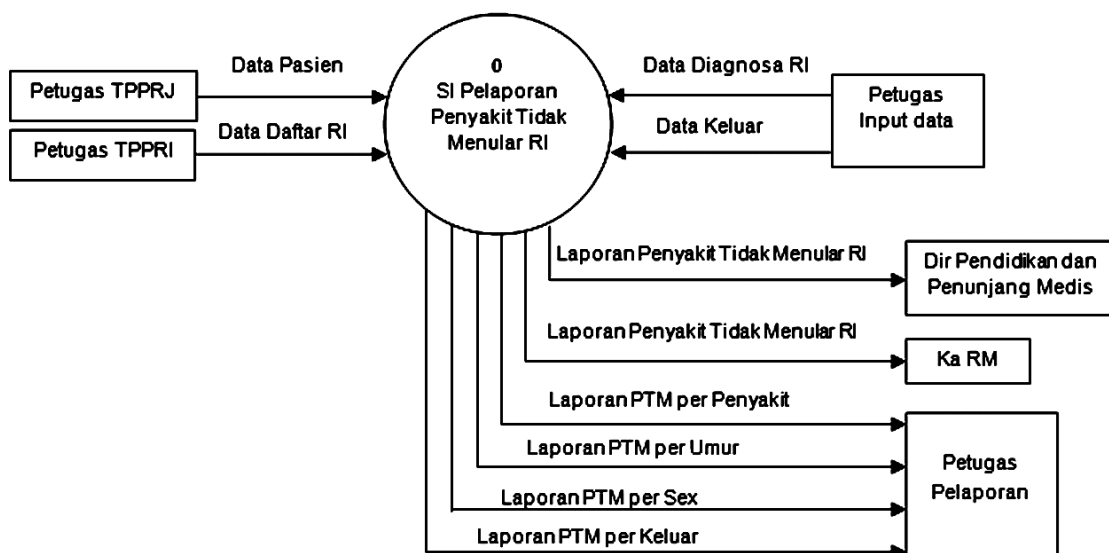 0
SI Pelaporan
Penyakit Tidak
Menular RI
Petugas TPPRJ
Data Pasien
Petugas TPPRI
Data Daftar RI
Data Diagnosa RI
Data Keluar
Petugas
Input data
Laporan Penyakit Tidak Menular RI
Dir Pendidikan dan
Penunjang Medis
Laporan Penyakit Tidak Menular RI
Ka RM
Laporan PTM per Penyakit
Laporan PTM per Umur
Laporan PTM per Sex
Laporan PTM per Keluar
Petugas
Pelaporan